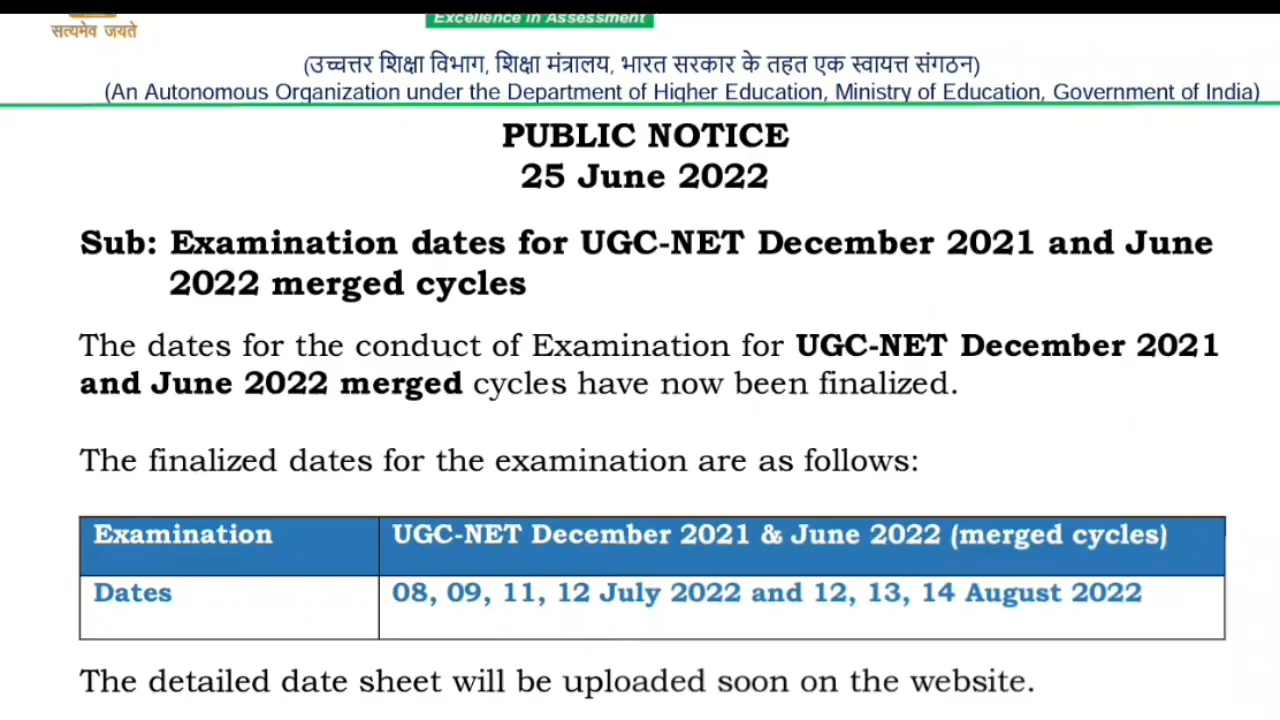 सत्यमेव जयते
Excellence in Assessment
(उच्चत्तर शिक्षा विभाग, शिक्षा मंत्रालय, भारत सरकार के तहत एक स्वायत्त संगठन)
(An Autonomous Organization under the Department of Higher Education, Ministry of Education, Government of India)
PUBLIC NOTICE
25 June 2022
Sub: Examination dates for UGC-NET December 2021 and June
2022 merged cycles
The dates for the conduct of Examination for UGC-NET December 2021
and June 2022 merged cycles have now been finalized.
The finalized dates for the examination are as follows:
Examination UGC-NET December 2021 & June 2022 (merged cycles)
Dates 08, 09, 11, 12 July 2022 and 12, 13, 14 August 2022
The detailed date sheet will be uploaded soon on the website.